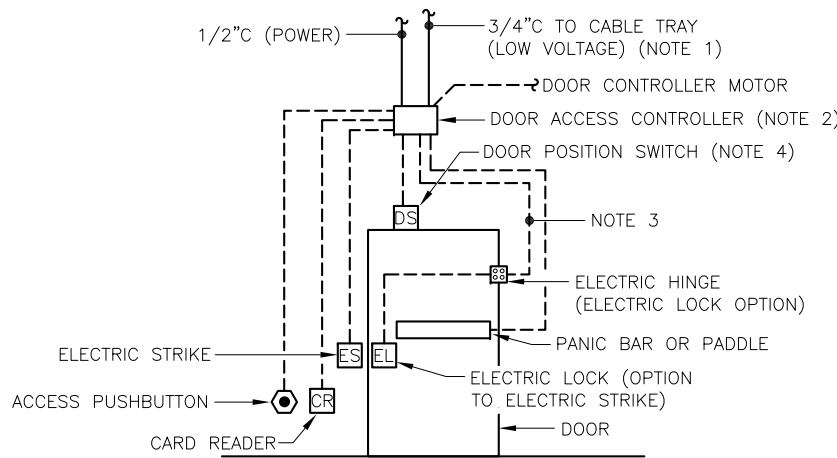 1/2"C (POWER)
3/4"C TO CABLE TRAY
(LOW VOLTAGE) (NOTE 1)
DOOR CONTROLLER MOTOR
DOOR ACCESS CONTROLLER (NOTE 2)
DOOR POSITION SWITCH (NOTE 4)
DS
NOTE 3
ELECTRIC HINGE
(ELECTRIC LOCK OPTION)
PANIC BAR OR PADDLE
ELECTRIC STRIKE
ES
EL
ELECTRIC LOCK (OPTION
TO ELECTRIC STRIKE)
ACCESS PUSHBUTTON
CR
DOOR
CARD READER